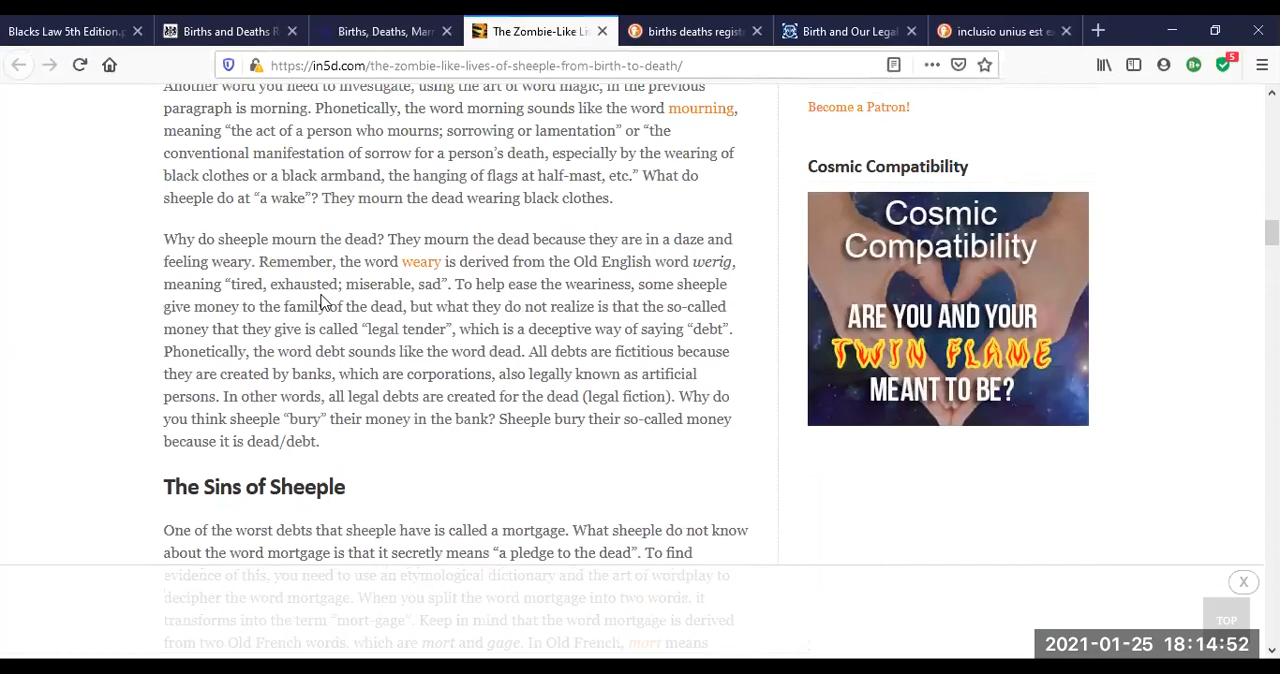 Blacks Law 5th Edition.p
Births and Deaths R
Births, Deaths, Marr
The Zombie-Like Li
births deaths regist
Birth and Our Legal
inclusio unius est ex
https://in5d.com/the-zombie-like-lives-of-sheeple-from-birth-to-death/
5
Another word you need to investigate, using the art of word magic, in the previous
paragraph is morning. Phonetically, the word morning sounds like the word mourning,
meaning “the act of a person who mourns; sorrowing or lamentation” or “the
conventional manifestation of sorrow for a person’s death, especially by the wearing of
black clothes or a black armband, the hanging of flags at half-mast, etc.” What do
sheeple do at “a wake”? They mourn the dead wearing black clothes.
Why do sheeple mourn the dead? They mourn the dead because they are in a daze and
feeling weary. Remember, the word weary is derived from the Old English word werig,
meaning “tired, exhausted; miserable, sad”. To help ease the weariness, some sheeple
give money to the family of the dead, but what they do not realize is that the so-called
money that they give is called “legal tender”, which is a deceptive way of saying “debt”.
Phonetically, the word debt sounds like the word dead. All debts are fictitious because
they are created by banks, which are corporations, also legally known as artificial
persons. In other words, all legal debts are created for the dead (legal fiction). Why do
you think sheeple “bury” their money in the bank? Sheeple bury their so-called money
because it is dead/debt.
The Sins of Sheeple
One of the worst debts that sheeple have is called a mortgage. What sheeple do not know
about the word mortgage is that it secretly means “a pledge to the dead”. To find
evidence of this, you need to use an etymological dictionary and the art of wordplay to
decipher the word mortgage. When you split the word mortgage into two words, it
transforms into the term “mort-gage”. Keep in mind that the word mortgage is derived
from two Old French words, which are mort and gage. In Old French, mort means
Become a Patron!
Cosmic Compatibility
Cosmic
Compatibility
ARE YOU AND YOUR
TWIN FLAME
MEANT TO BE?
X
TOP
2021-01-25 18:14:52